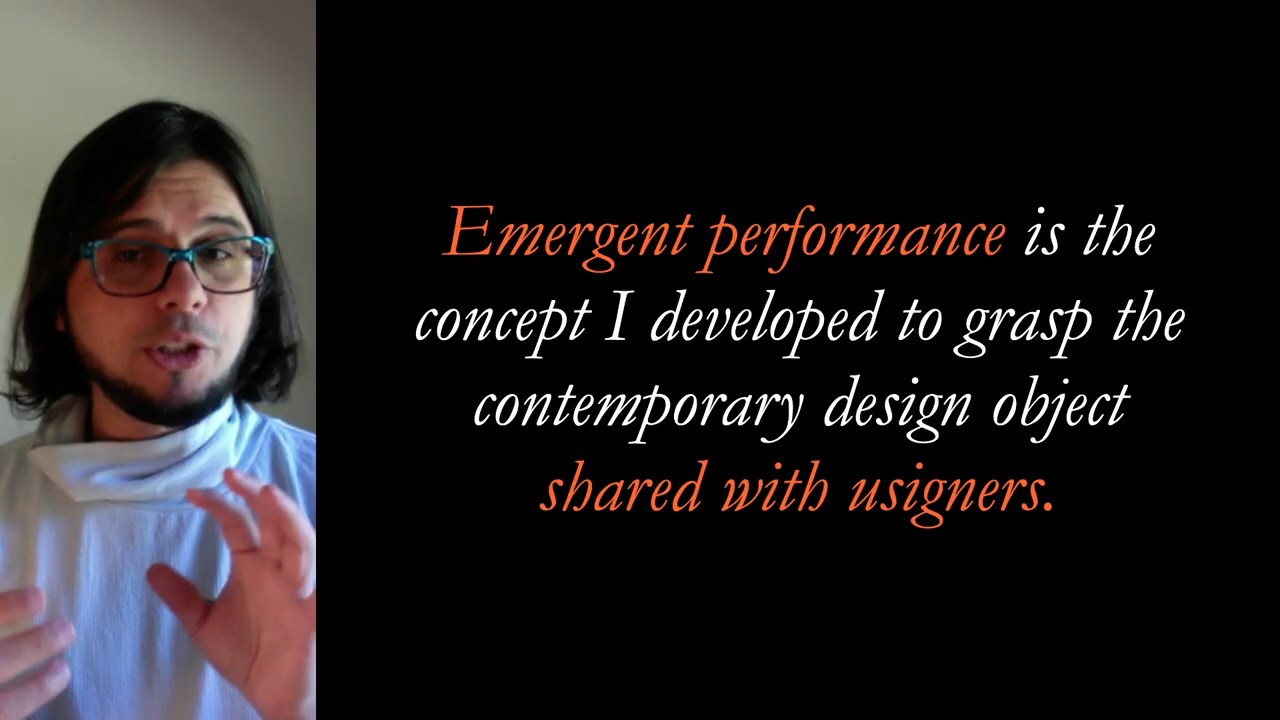 Emergent performance is the
concept I developed to grasp the
contemporary design object
shared with usigners.